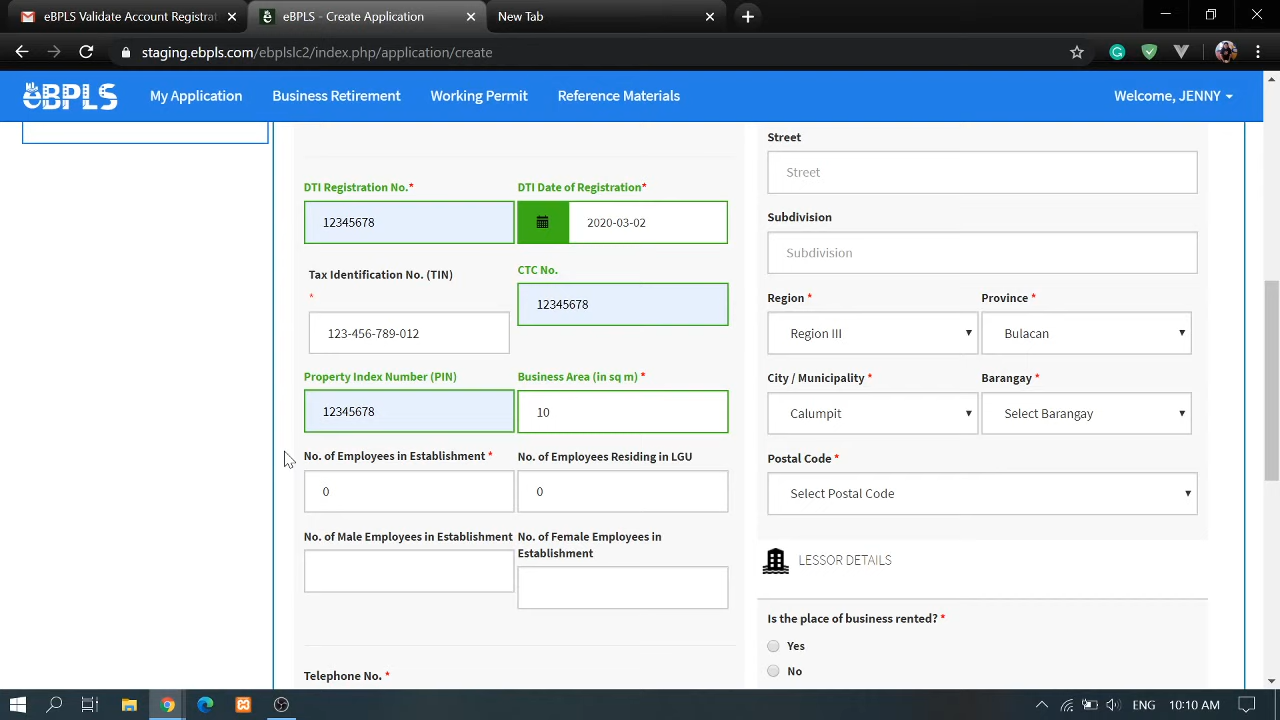 eBPLS Validate Account Registrat
eBPLS - Create Application
New Tab
staging.ebpls.com/ebplslc2/index.php/application/create
eBPLS
My Application
Business Retirement
Working Permit
Reference Materials
Welcome, JENNY
DTI Registration No.*
DTI Date of Registration*
12345678
2020-03-02
Tax Identification No. (TIN)
*
CTC No.
123-456-789-012
12345678
Property Index Number (PIN)
Business Area (in sq m) *
12345678
10
No. of Employees in Establishment *
No. of Employees Residing in LGU
0
0
No. of Male Employees in Establishment
No. of Female Employees in
Establishment
Telephone No. *
Street
Street
Subdivision
Subdivision
Region *
Province *
Region III
Bulacan
City / Municipality *
Barangay *
Calumpit
Select Barangay
Postal Code *
Select Postal Code
LESSOR DETAILS
Is the place of business rented? *
Yes
No
ENG
10:10 AM